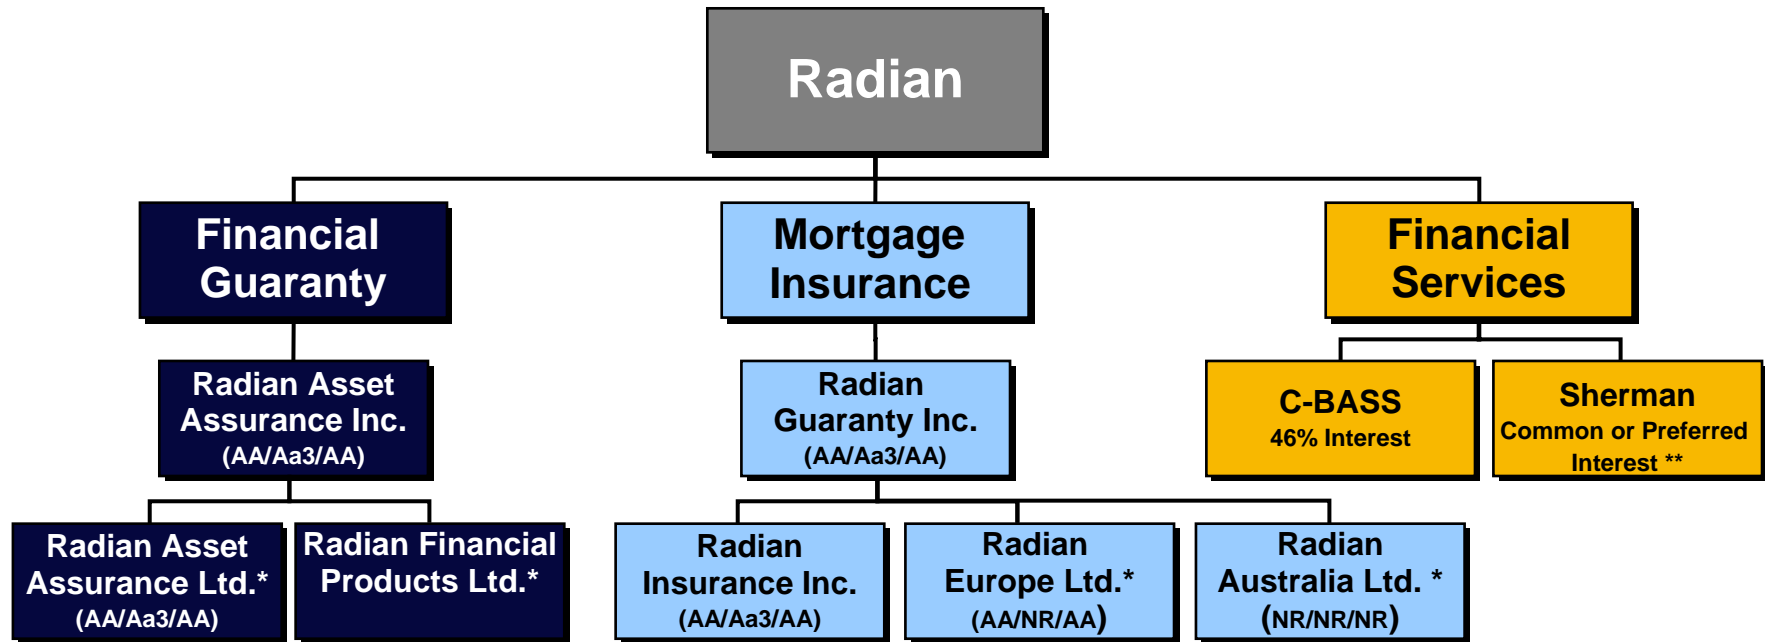 Radian
Financial
Guaranty
Mortgage
Insurance
Financial
Services
Radian Asset
Assurance Inc.
(AA/Aa3/AA)
Radian
Guaranty Inc.
(AA/Aa3/AA)
C-BASS
46% Interest
Sherman
Common or Preferred
Interest **
Radian Asset
Assurance Ltd.*
(AA/Aa3/AA)
Radian Financial
Products Ltd.*
Radian
Insurance Inc.
(AA/Aa3/AA)
Radian
Europe Ltd.*
(AA/NR/AA)
Radian
Australia Ltd. *
(NR/NR/NR)